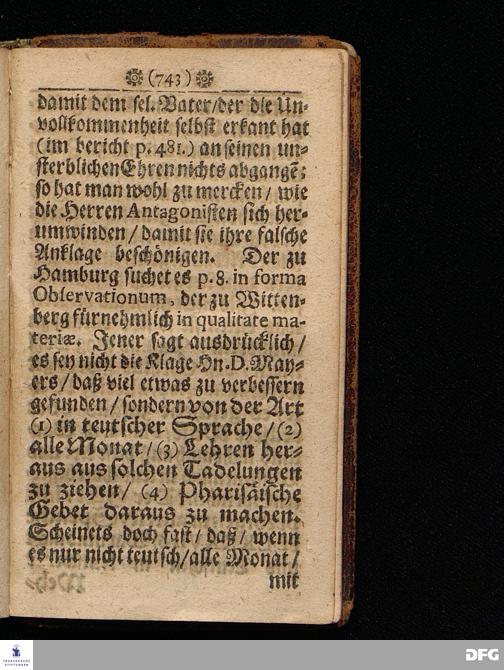 (743)
damit dem sel. Vater/der die Un-
vollkommenheit selbst erkant hat
(im bericht p. 481.) an seinen un-
sterblichen Ehren nichts abgangẽ;
so hat man wohl zu mercken/ wie
die Herren Antagonisten sich her-
umwinden/ damit sie ihre falsche
Anklage beschönigen. Der zu
Hamburg suchet es p. 8. in forma
Observationum, der zu Witten-
berg fürnehmlich in qualitate ma-
teriæ. Jener sagt ausdrücklich/
es sey nicht die Klage Hn. D. May-
ers/ daß viel etwas zu verbessern
gefunden/ sondern von der Art
(1) in teutscher Sprache/ (2)
alle Monat/ (3) Lehren her-
aus aus solchen Tadelungen
zu ziehen/ (4) Pharisäische
Gebet daraus zu machen.
Scheinets doch fast/ daß/ wenn
es nur nicht teutsch/alle Monat/
mit
FRANCKESCHE
STIFTUNGEN
DFG